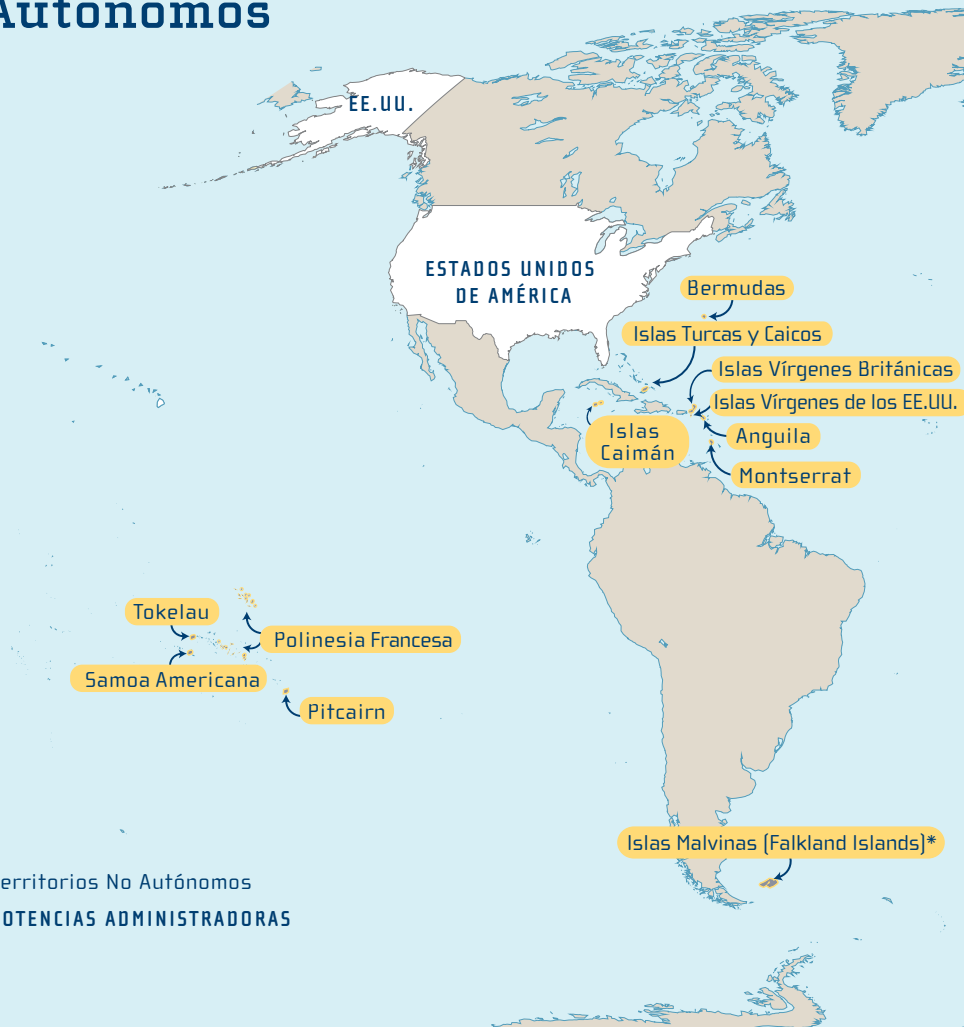 Autónomos
EE.UU.
ESTADOS UNIDOS
DE AMÉRICA
Bermudas
Islas Turcas y Caicos
Islas Vírgenes Británicas
Islas Vírgenes de los EE.UU.
Islas
Caimán
Anguila
Montserrat
Tokelau
Polinesia Francesa
Samoa Americana
Pitcairn
Islas Malvinas (Falkland Islands)*
erritorios No Autónomos
OTENCIAS ADMINISTRADORAS